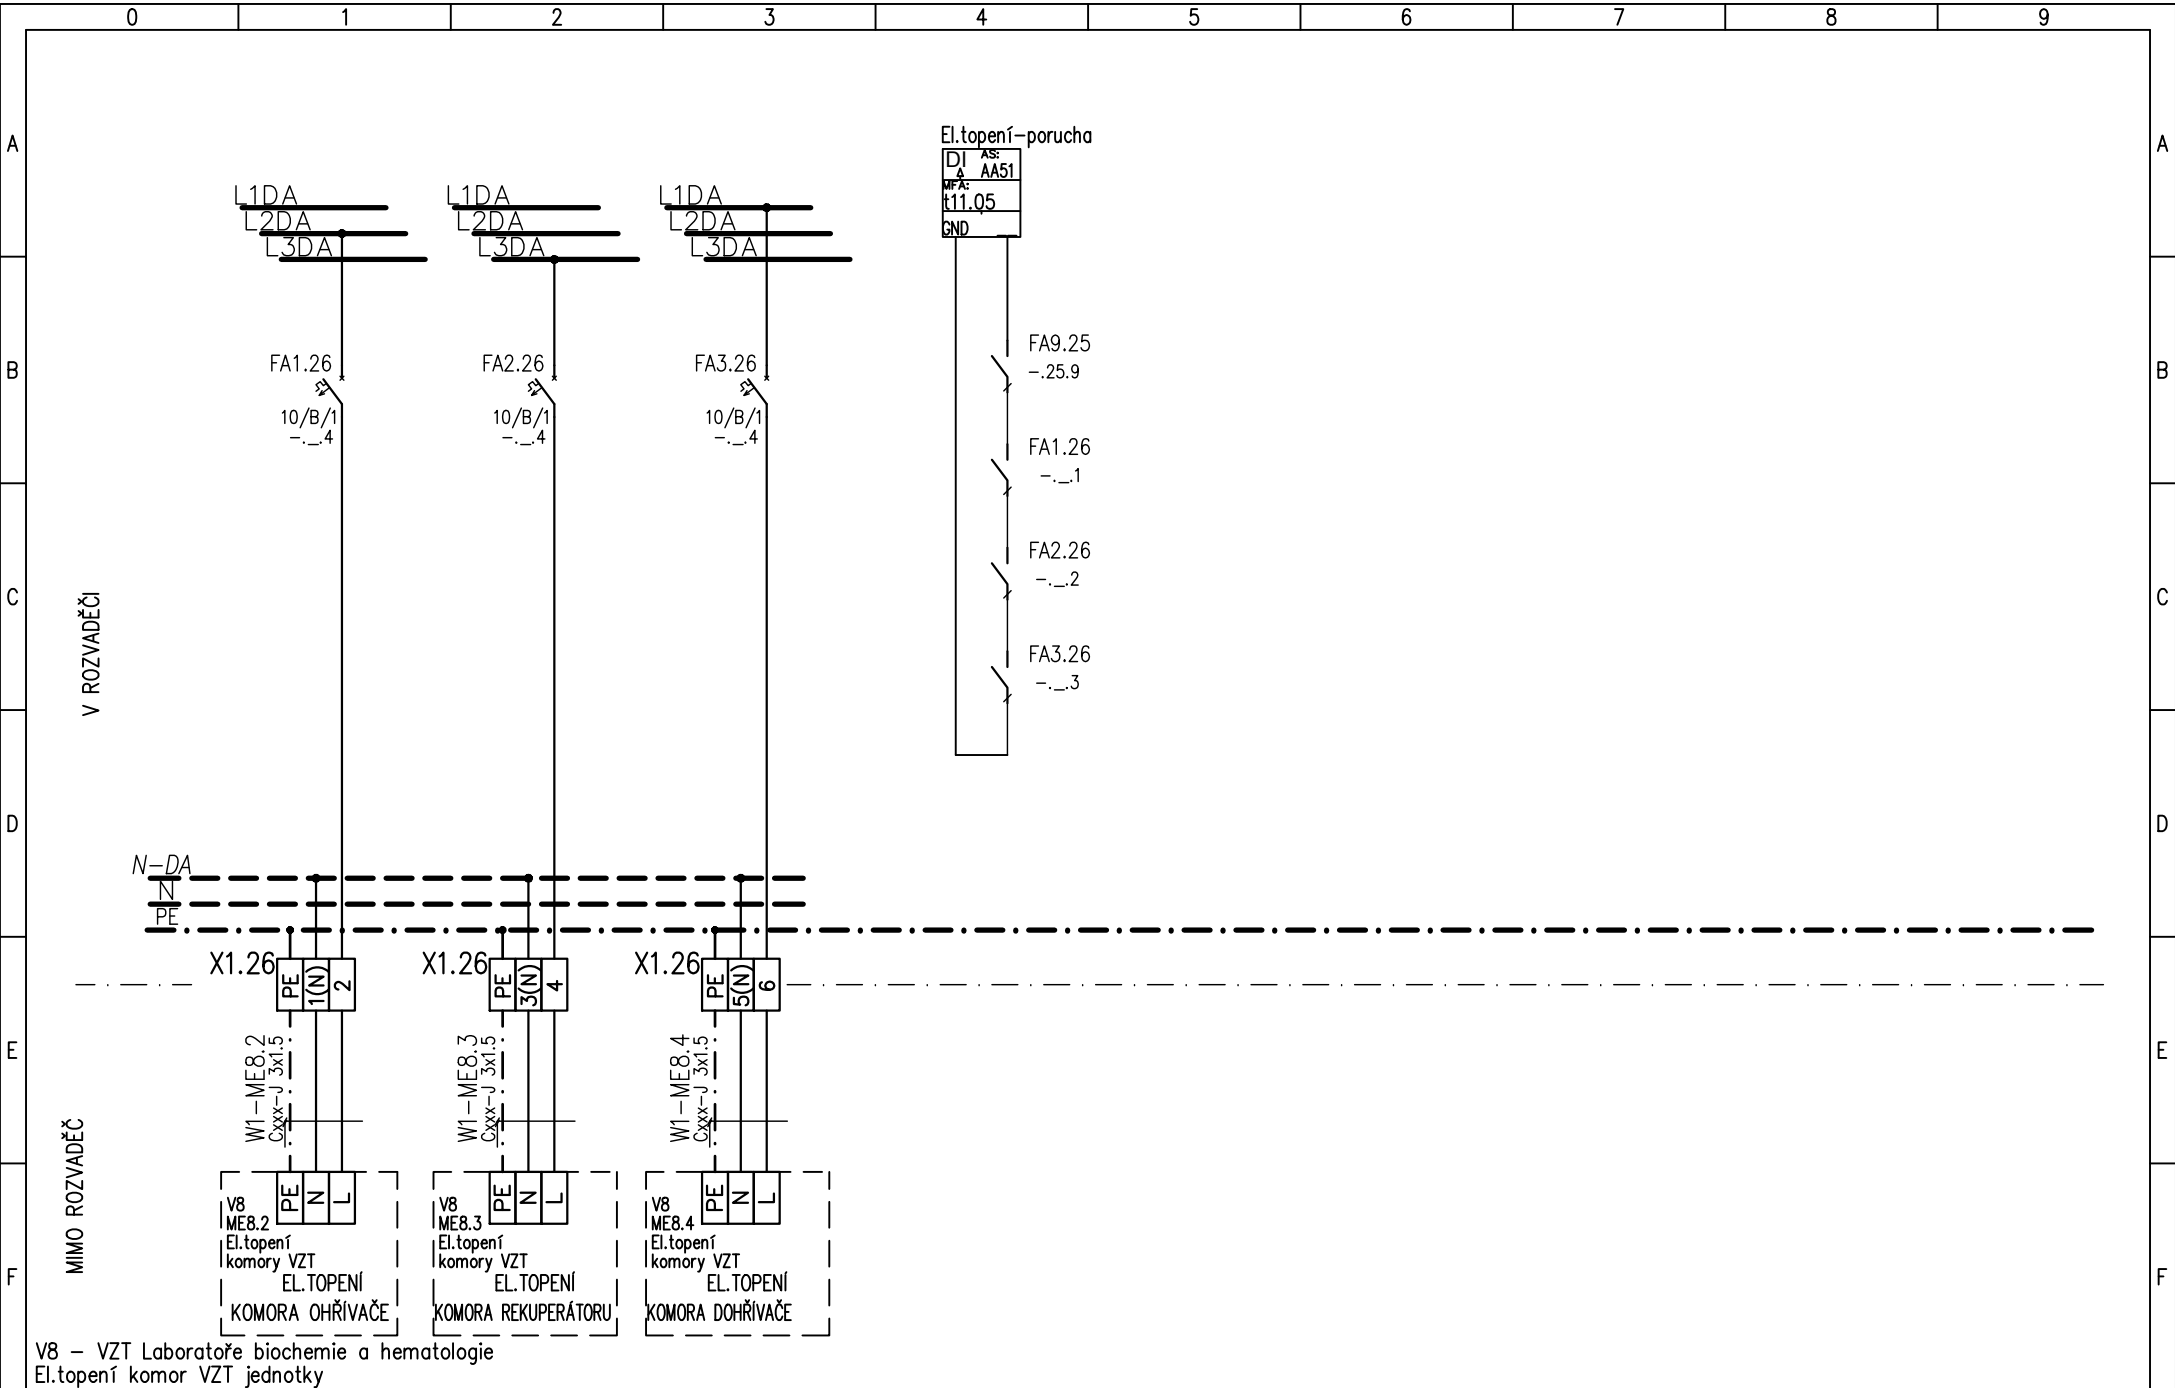 0 1 2 3 4 5 6 7 8 9
A A
El.topení-porucha
DI AS: AA51
MFA:
t11.05
GND
L1DA L1DA L1DA
L2DA L2DA L2DA
L3DA L3DA L3DA
B B
FA1.26 FA2.26 FA3.26
10/B/1 10/B/1 10/B/1
-._.4 -._.4 -._.4
FA9.25
-.25.9
FA1.26
-._.1
FA2.26
-._.2
FA3.26
-._.3
C C
V ROZVADĚČI
D D
N-DA
N
PE
X1.26 PE 1(N) 2
X1.26 PE 3(N) 4
X1.26 PE 5(N) 6
E E
W1-ME8.2
Cxxx-J 3x1.5
W1-ME8.3
Cxxx-J 3x1.5
W1-ME8.4
Cxxx-J 3x1.5
MIMO ROZVADĚČ
F F
PE N L
V8
ME8.2
El.topení
komory VZT
EL.TOPENÍ
KOMORA OHŘÍVAČE
PE N L
V8
ME8.3
El.topení
komory VZT
EL.TOPENÍ
KOMORA REKUPERÁTORU
PE N L
V8
ME8.4
El.topení
komory VZT
EL.TOPENÍ
KOMORA DOHŘÍVAČE
V8 - VZT Laboratoře biochemie a hematologie
El.topení komor VZT jednotky